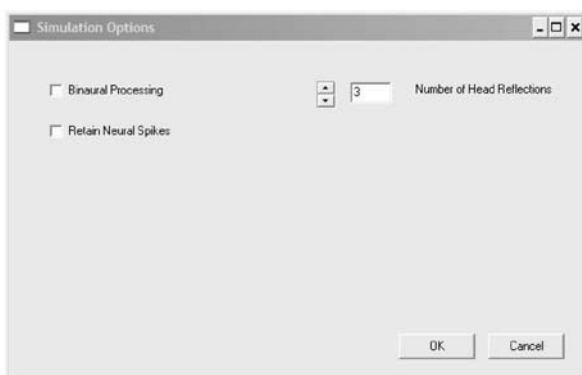 Simulation Options
Binaural Processing
3
Number of Head Reflections
Retain Neural Spikes
OK
Cancel